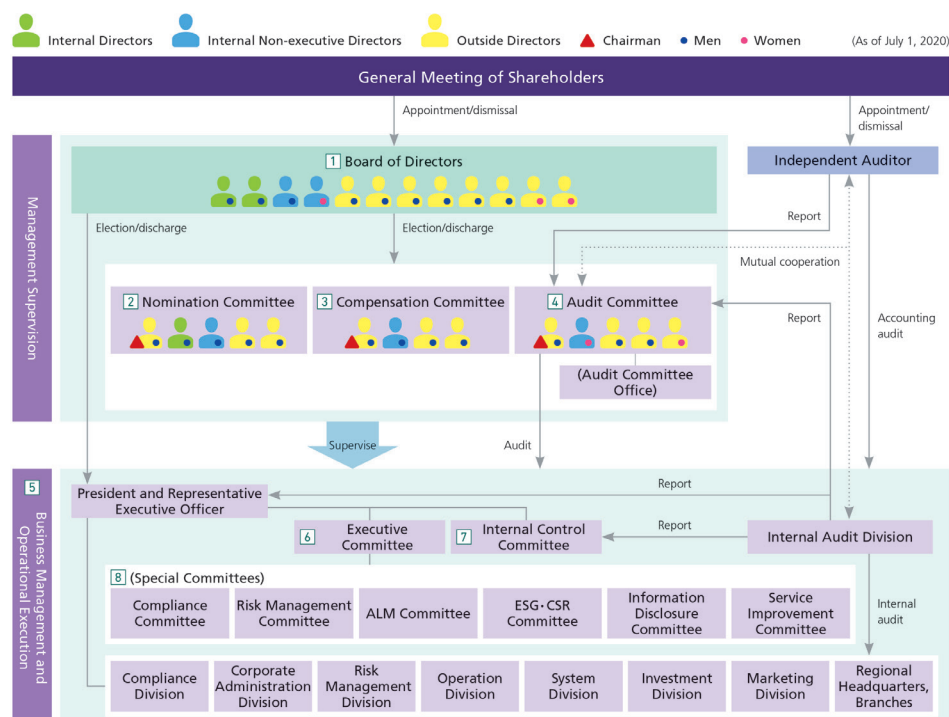 Internal Directors
Internal Non-executive Directors
Outside Directors
Chairman
Men
Women
(As of July 1, 2020)
General Meeting of Shareholders
Appointment/dismissal
Appointment/
dismissal
Management Supervision
1 Board of Directors
Independent Auditor
Report
Election/discharge
Election/discharge
Mutual cooperation
2 Nomination Committee
3 Compensation Committee
4 Audit Committee
Report
Accounting
audit
(Audit Committee
Office)
Supervise
Audit
5 Business Management and
Operational Execution
President and Representative
Executive Officer
Report
6 Executive
Committee
7 Internal Control
Committee
Report
Internal Audit Division
8 (Special Committees)
Compliance
Committee
Risk Management
Committee
ALM Committee
ESG·CSR
Committee
Information
Disclosure
Committee
Service
Improvement
Committee
Internal
audit
Compliance
Division
Corporate
Administration
Division
Risk
Management
Division
Operation
Division
System
Division
Investment
Division
Marketing
Division
Regional
Headquarters,
Branches